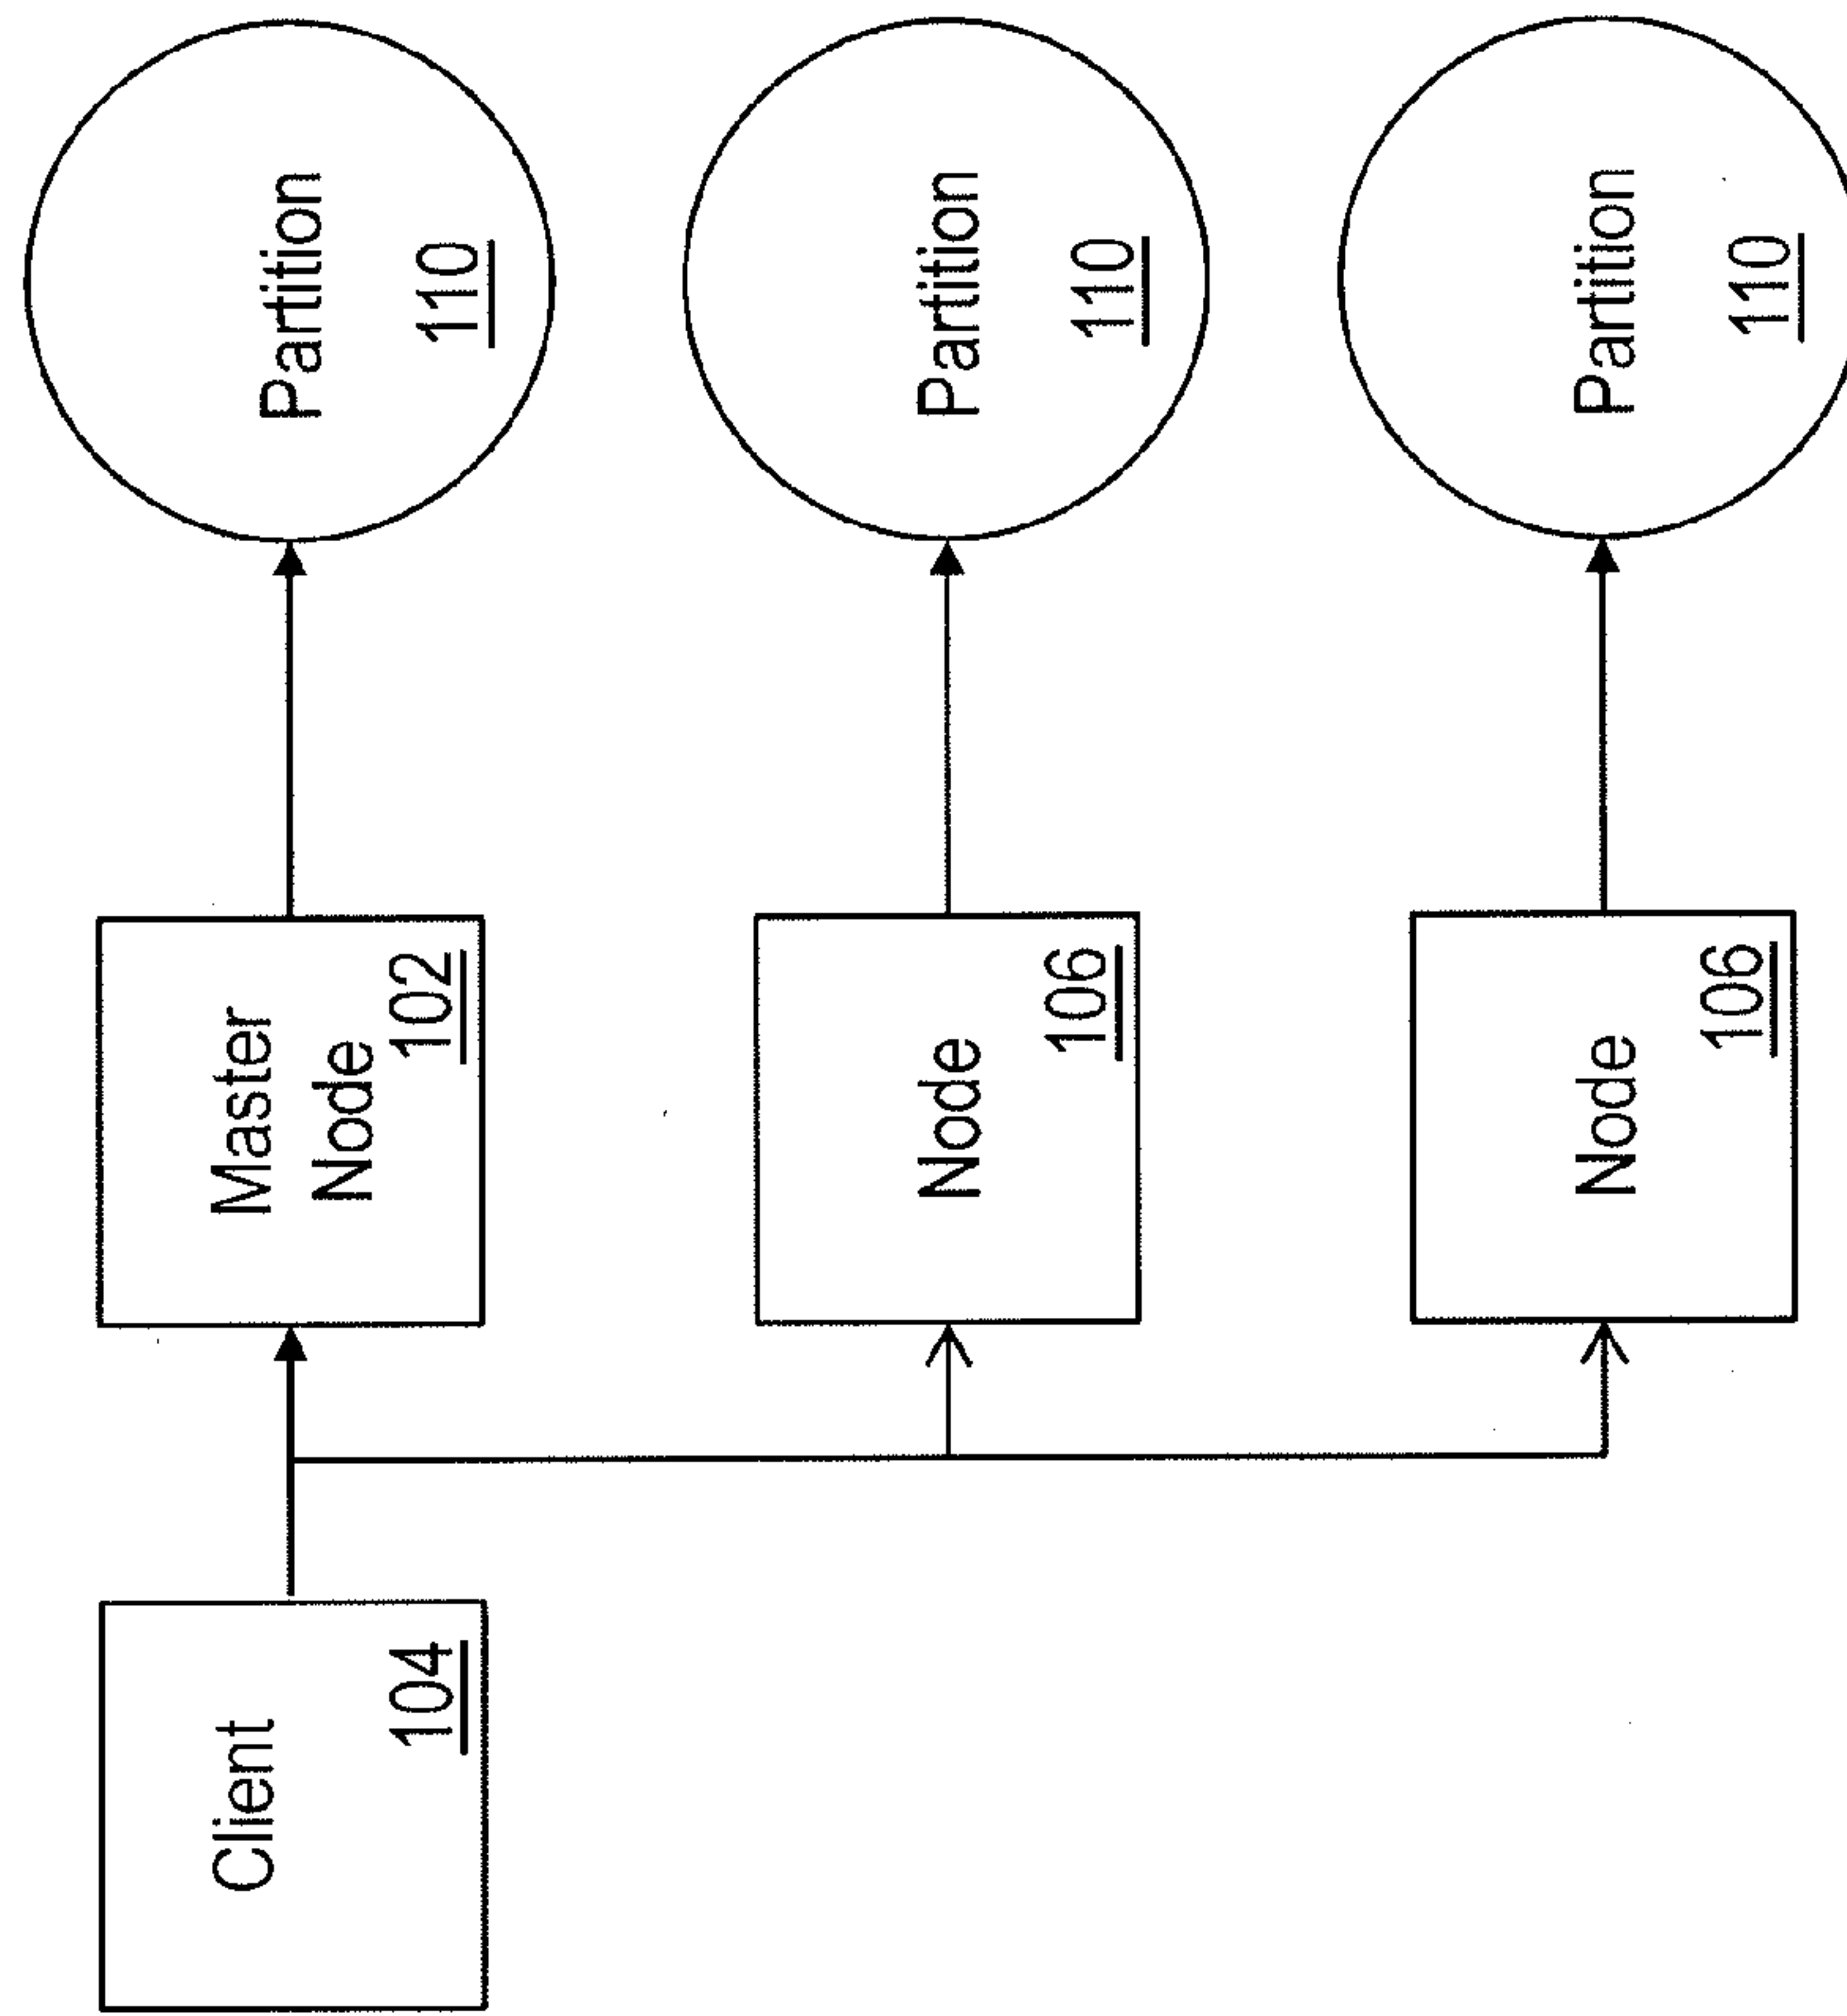 Client
104
Master
Node
102
Partition
110
Node
106
Partition
110
Node
106
Partition
110